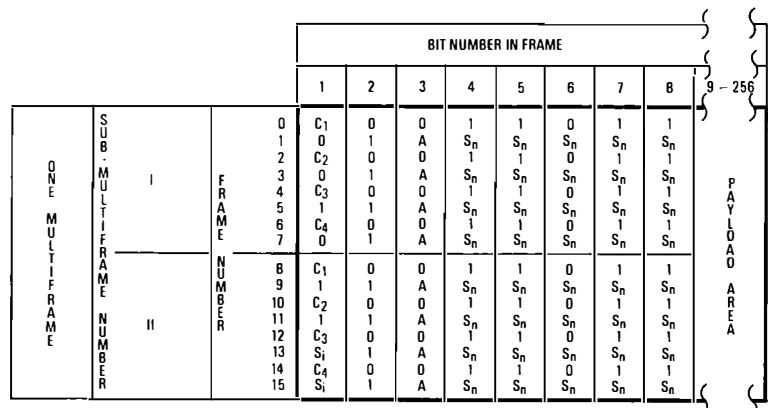 BIT NUMBER IN FRAME
1 2 3 4 5 6 7 8 9 – 256
ONE MULTIFRAME
SUB-MULTIFRAME NUMBER
I
II
FRAME NUMBER
0 C1 0 0 1 1 0 1 1
1 0 1 A Sn Sn Sn Sn Sn
2 C2 0 0 1 1 0 1 1
3 0 1 A Sn Sn Sn Sn Sn
4 C3 0 0 1 1 0 1 1
5 1 1 A Sn Sn Sn Sn Sn
6 C4 0 0 1 1 0 1 1
7 0 1 A Sn Sn Sn Sn Sn
8 C1 0 0 1 1 0 1 1
9 1 1 A Sn Sn Sn Sn Sn
10 C2 0 0 1 1 0 1 1
11 1 1 A Sn Sn Sn Sn Sn
12 C3 0 0 1 1 0 1 1
13 Si 1 A Sn Sn Sn Sn Sn
14 C4 0 0 1 1 0 1 1
15 Si 1 A Sn Sn Sn Sn Sn
PAYLOAD AREA